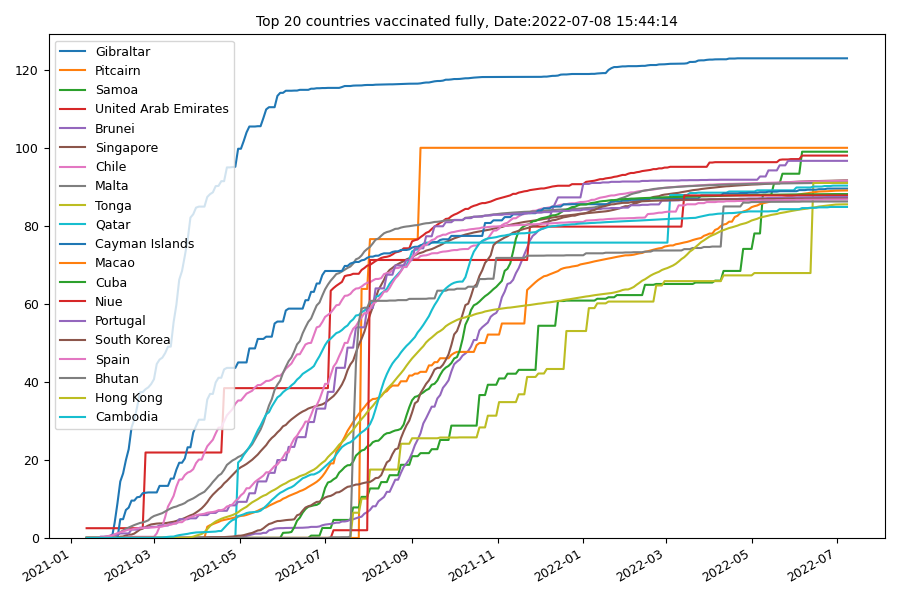 Top 20 countries vaccinated fully, Date:2022-07-08 15:44:14
120
100
80
60
40
20
0
Gibraltar
Pitcairn
Samoa
United Arab Emirates
Brunei
Singapore
Chile
Malta
Tonga
Qatar
Cayman Islands
Macao
Cuba
Niue
Portugal
South Korea
Spain
Bhutan
Hong Kong
Cambodia
2021-01
2021-03
2021-05
2021-07
2021-09
2021-11
2022-01
2022-03
2022-05
2022-07